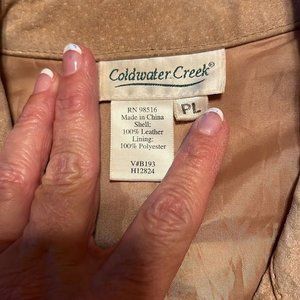 Coldwater Creek®
PL
RN 98516
Made in China
Shell;
100% Leather
Lining:
100% Polyester
V#B193
H12824